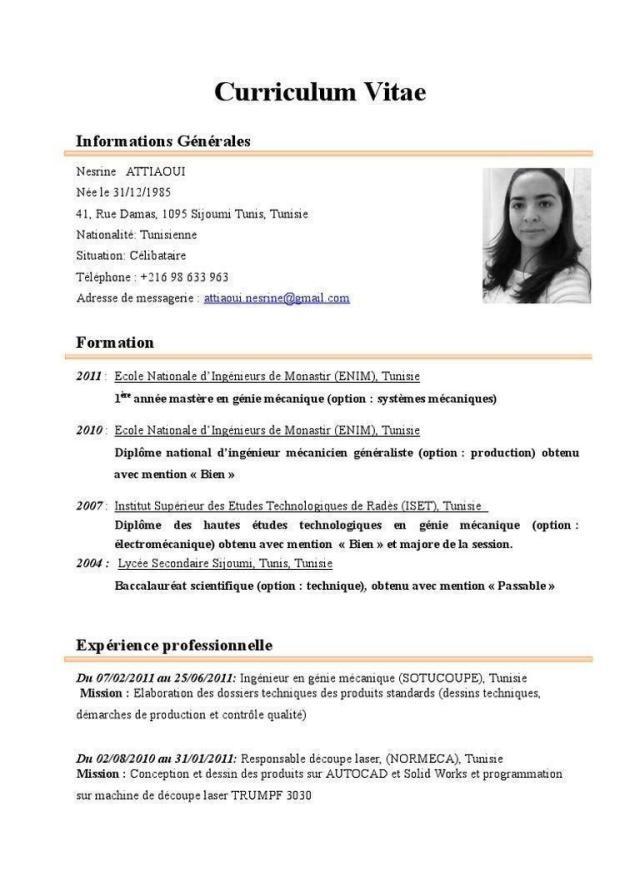 Curriculum Vitae
Informations Générales
Nesrine ATTIAOUI
Née le 31/12/1985
41, Rue Damas, 1095 Sijoumi Tunis, Tunisie
Nationalité: Tunisienne
Situation: Célibataire
Téléphone : +216 98 633 963
Adresse de messagerie : attiaoui.nesrine@gmail.com
Formation
2011 : Ecole Nationale d'Ingénieurs de Monastir (ENIM), Tunisie
1ère année mastère en génie mécanique (option : systèmes mécaniques)
2010 : Ecole Nationale d'Ingénieurs de Monastir (ENIM), Tunisie
Diplôme national d'ingénieur mécanicien généraliste (option : production) obtenu
avec mention « Bien »
2007 : Institut Supérieur des Etudes Technologiques de Radès (ISET), Tunisie
Diplôme des hautes études technologiques en génie mécanique (option :
électromécanique) obtenu avec mention « Bien » et majore de la session.
2004 : Lycée Secondaire Sijoumi, Tunis, Tunisie
Baccalauréat scientifique (option : technique), obtenu avec mention « Passable »
Expérience professionnelle
Du 07/02/2011 au 25/06/2011: Ingénieur en génie mécanique (SOTUCOUPE), Tunisie
Mission : Elaboration des dossiers techniques des produits standards (dessins techniques,
démarches de production et contrôle qualité)
Du 02/08/2010 au 31/01/2011: Responsable découpe laser, (NORMECA), Tunisie
Mission : Conception et dessin des produits sur AUTOCAD et Solid Works et programmation
sur machine de découpe laser TRUMPF 3030